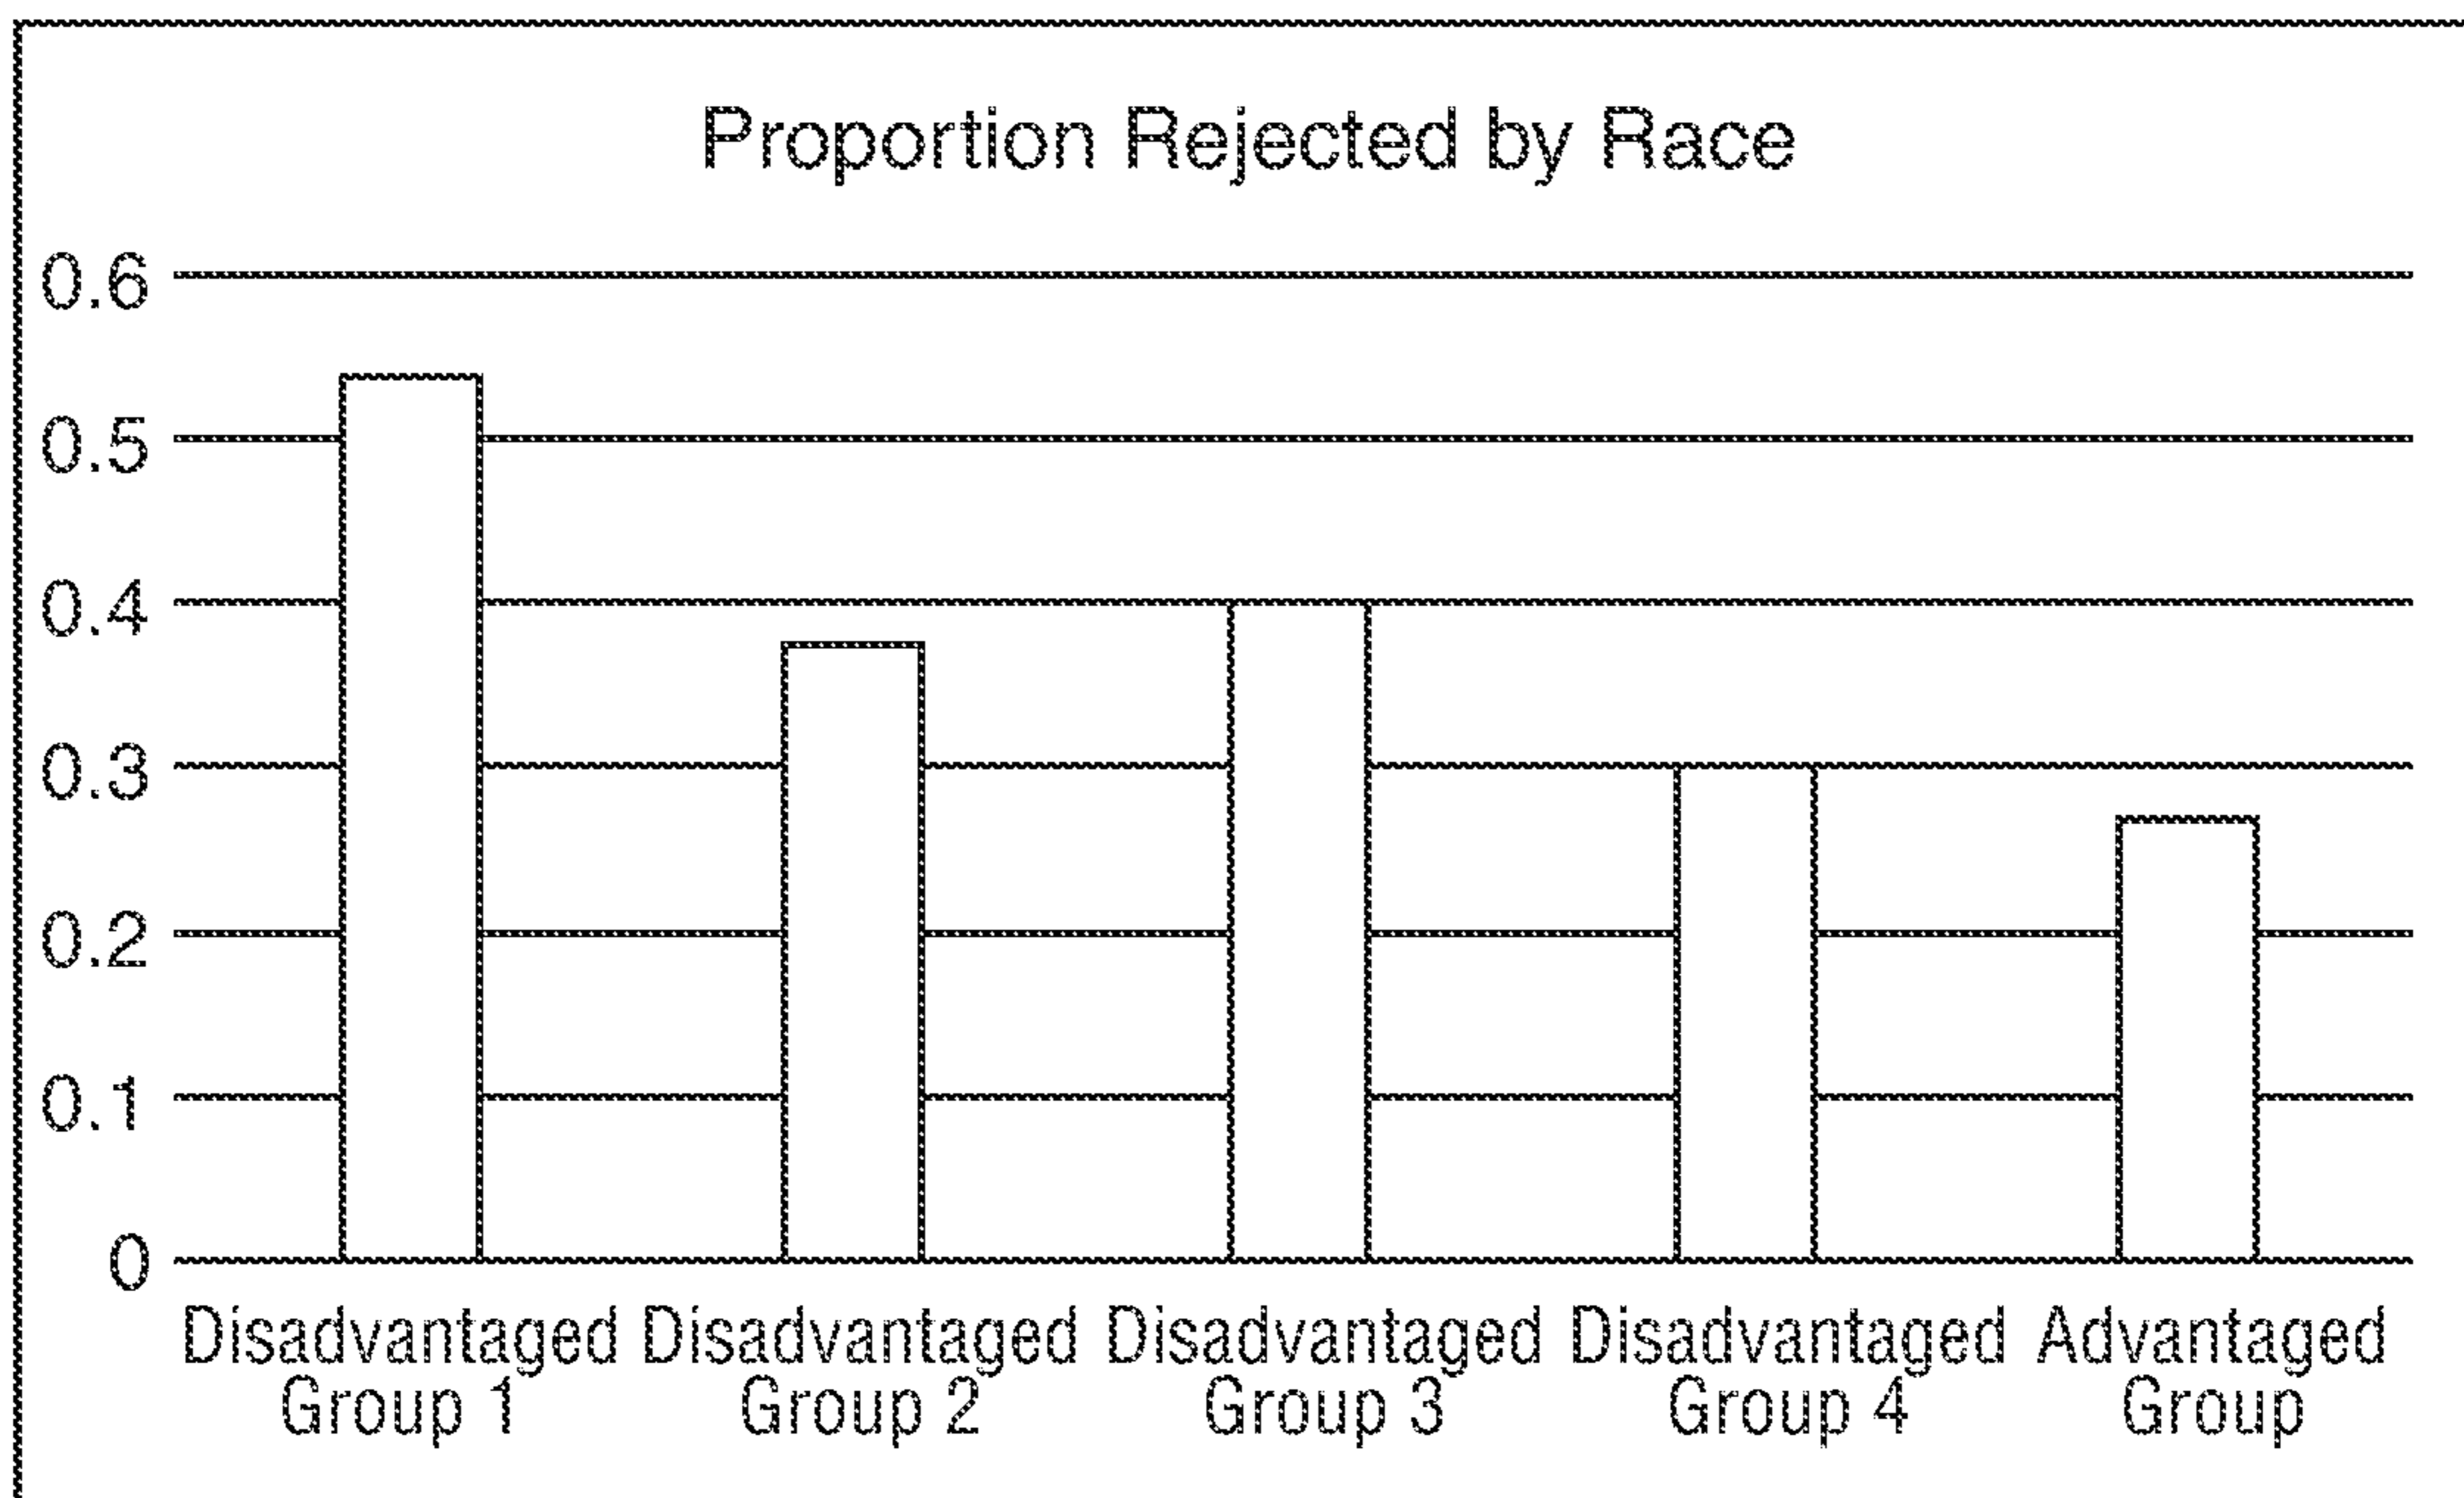 Proportion Rejected by Race
0.6
0.5
0.4
0.3
0.2
0.1
0
Disadvantaged Group 1
Disadvantaged Group 2
Disadvantaged Group 3
Disadvantaged Group 4
Advantaged Group